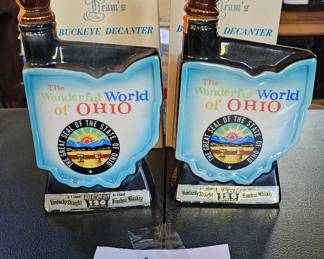 Beam's
BUCKEYE DECANTER
Beam's
BUCKEYE DECANTER
The
Wonderful World
of OHIO
THE GREAT SEAL OF THE STATE OF OHIO
Kentucky Straight
Bourbon Whiskey
The
Wonderful World
of OHIO
THE GREAT SEAL OF THE STATE OF OHIO
Kentucky Straight
Bourbon Whiskey